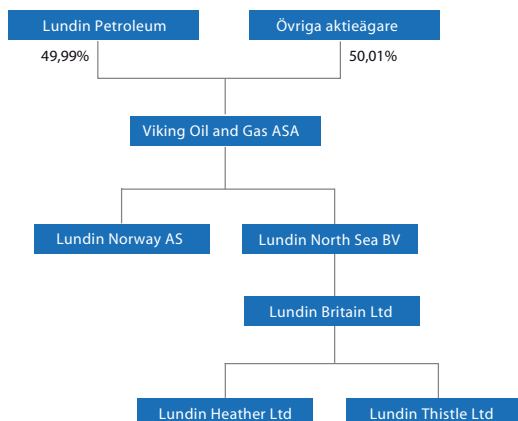 Lundin Petroleum
Övriga aktieägare
49,99%
50,01%
Viking Oil and Gas ASA
Lundin Norway AS
Lundin North Sea BV
Lundin Britain Ltd
Lundin Heather Ltd
Lundin Thistle Ltd